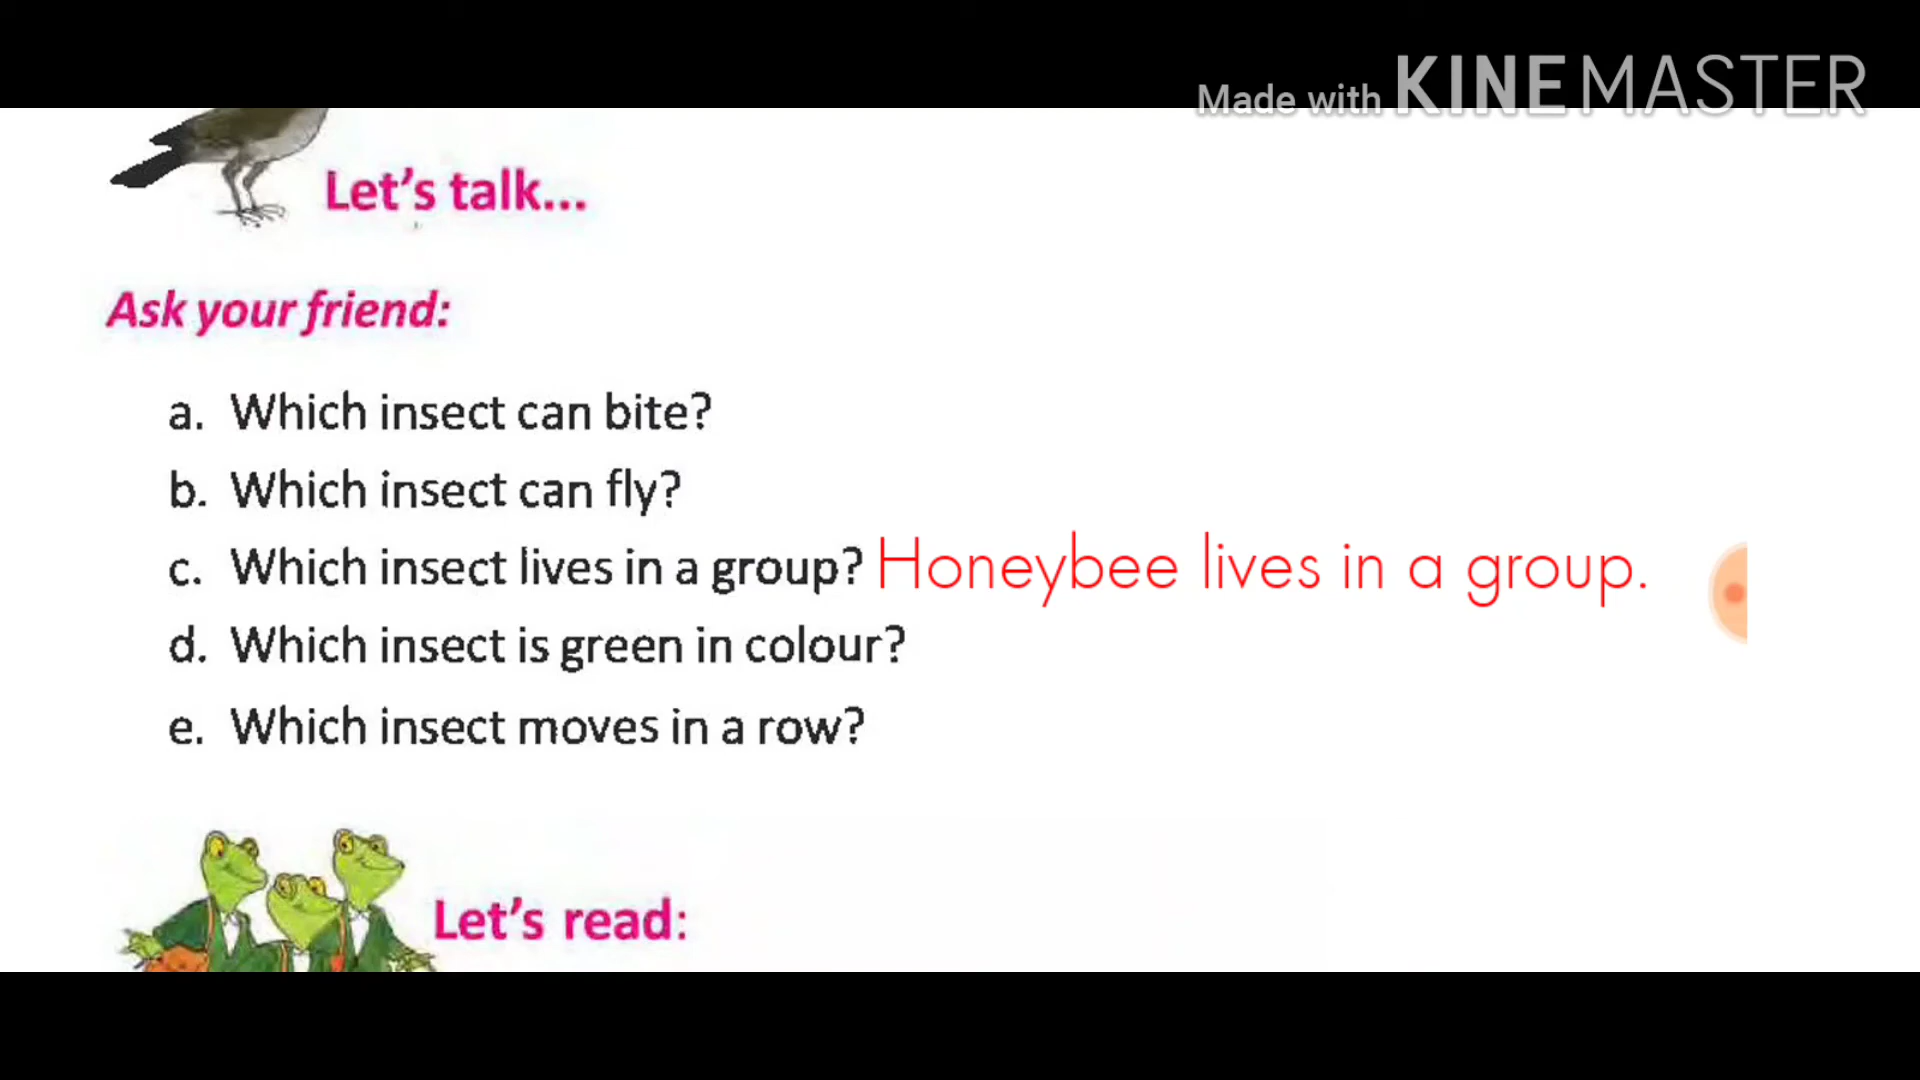 Made with KINEMASTER
Let's talk...
Ask your friend:
a. Which insect can bite?
b. Which insect can fly?
c. Which insect lives in a group? Honeybee lives in a group.
d. Which insect is green in colour?
e. Which insect moves in a row?
Let's read: